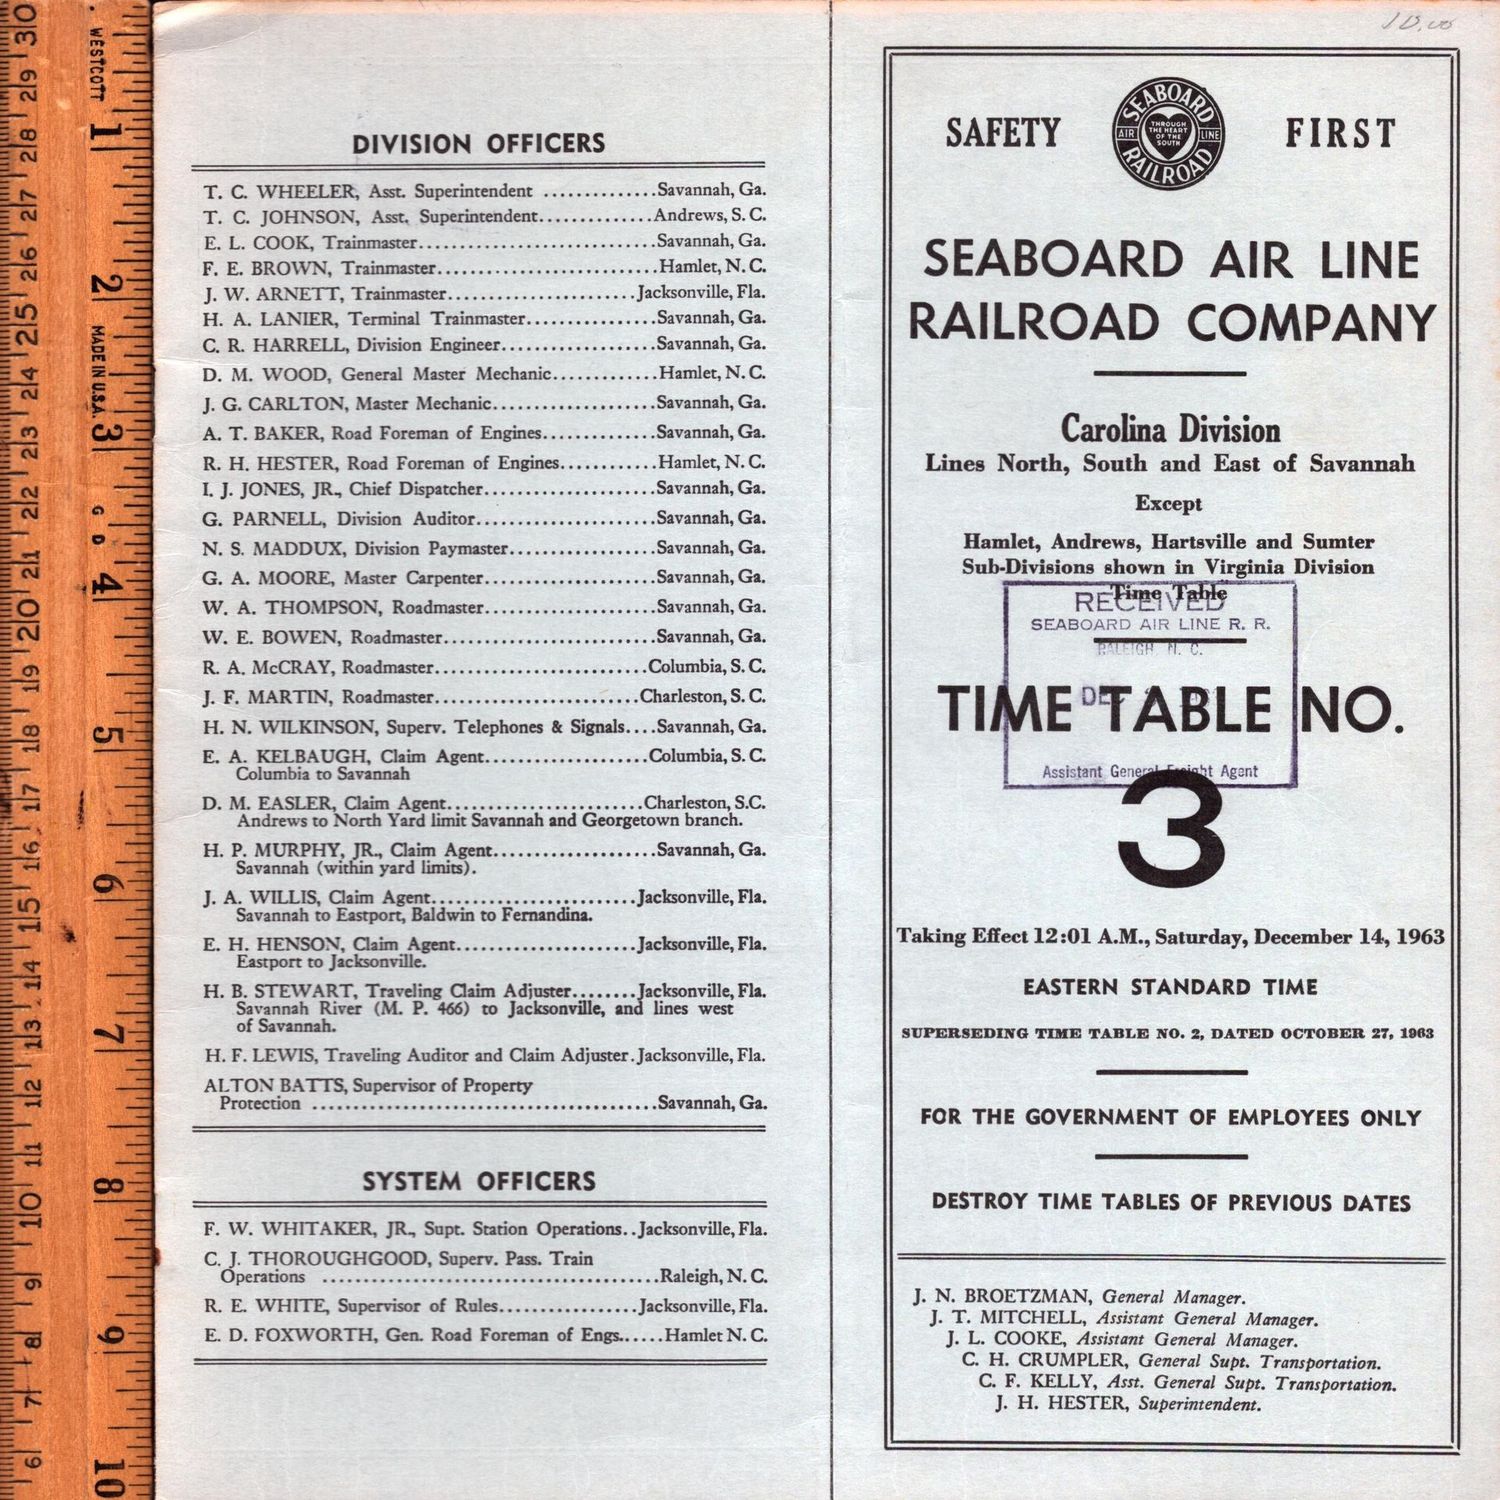 WESTCOTT
MADE IN U.S.A.
DIVISION OFFICERS
T. C. WHEELER, Asst. Superintendent ..............Savannah, Ga.
T. C. JOHNSON, Asst. Superintendent..............Andrews, S. C.
E. L. COOK, Trainmaster.............................Savannah, Ga.
F. E. BROWN, Trainmaster...........................Hamlet, N. C.
J. W. ARNETT, Trainmaster.......................Jacksonville, Fla.
H. A. LANIER, Terminal Trainmaster................Savannah, Ga.
C. R. HARRELL, Division Engineer...................Savannah, Ga.
D. M. WOOD, General Master Mechanic.............Hamlet, N. C.
J. G. CARLTON, Master Mechanic....................Savannah, Ga.
A. T. BAKER, Road Foreman of Engines..............Savannah, Ga.
R. H. HESTER, Road Foreman of Engines............Hamlet, N. C.
I. J. JONES, JR., Chief Dispatcher.....................Savannah, Ga.
G. PARNELL, Division Auditor......................Savannah, Ga.
N. S. MADDUX, Division Paymaster..................Savannah, Ga.
G. A. MOORE, Master Carpenter.....................Savannah, Ga.
W. A. THOMPSON, Roadmaster.....................Savannah, Ga.
W. E. BOWEN, Roadmaster..........................Savannah, Ga.
R. A. McCRAY, Roadmaster..........................Columbia, S. C.
J. F. MARTIN, Roadmaster.........................Charleston, S. C.
H. N. WILKINSON, Superv. Telephones & Signals....Savannah, Ga.
E. A. KELBAUGH, Claim Agent....................Columbia, S. C.
Columbia to Savannah
D. M. EASLER, Claim Agent........................Charleston, S.C.
Andrews to North Yard limit Savannah and Georgetown branch.
H. P. MURPHY, JR., Claim Agent....................Savannah, Ga.
Savannah (within yard limits).
J. A. WILLIS, Claim Agent.........................Jacksonville, Fla.
Savannah to Eastport, Baldwin to Fernandina.
E. H. HENSON, Claim Agent......................Jacksonville, Fla.
Eastport to Jacksonville.
H. B. STEWART, Traveling Claim Adjuster........Jacksonville, Fla.
Savannah River (M. P. 466) to Jacksonville, and lines west
of Savannah.
H. F. LEWIS, Traveling Auditor and Claim Adjuster.Jacksonville, Fla.
ALTON BATTS, Supervisor of Property
Protection ..........................................Savannah, Ga.
SYSTEM OFFICERS
F. W. WHITAKER, JR., Supt. Station Operations..Jacksonville, Fla.
C. J. THOROUGHGOOD, Superv. Pass. Train
Operations .........................................Raleigh, N. C.
R. E. WHITE, Supervisor of Rules.................Jacksonville, Fla.
E. D. FOXWORTH, Gen. Road Foreman of Engs......Hamlet N. C.
SAFETY FIRST
SEABOARD
AIR LINE
RAILROAD
THROUGH
THE HEART
OF THE
SOUTH
SEABOARD AIR LINE
RAILROAD COMPANY
Carolina Division
Lines North, South and East of Savannah
Except
Hamlet, Andrews, Hartsville and Sumter
Sub-Divisions shown in Virginia Division
Time Table
RECEIVED
SEABOARD AIR LINE R. R.
RALEIGH, N. C.
TIME TABLE NO.
Assistant General Freight Agent
3
Taking Effect 12:01 A.M., Saturday, December 14, 1963
EASTERN STANDARD TIME
SUPERSEDING TIME TABLE NO. 2, DATED OCTOBER 27, 1963
FOR THE GOVERNMENT OF EMPLOYEES ONLY
DESTROY TIME TABLES OF PREVIOUS DATES
J. N. BROETZMAN, General Manager.
J. T. MITCHELL, Assistant General Manager.
J. L. COOKE, Assistant General Manager.
C. H. CRUMPLER, General Supt. Transportation.
C. F. KELLY, Asst. General Supt. Transportation.
J. H. HESTER, Superintendent.